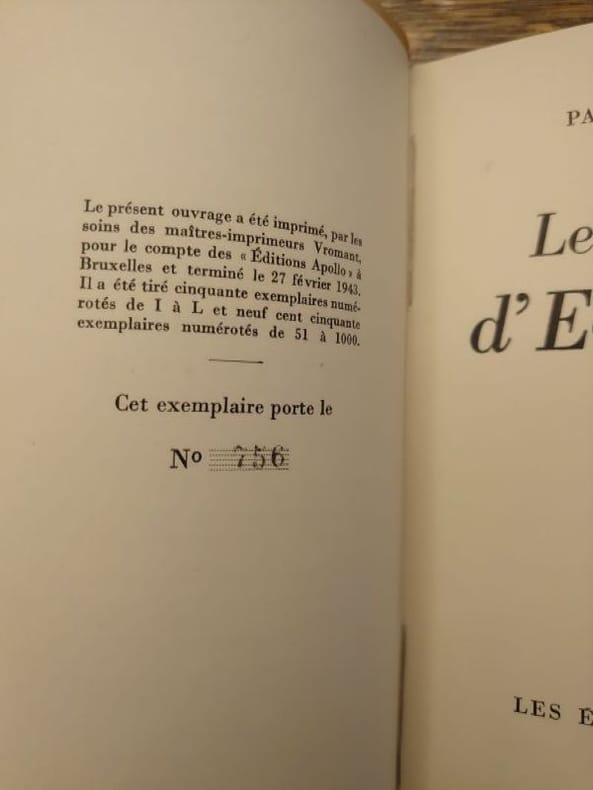 Le présent ouvrage a été imprimé, par les
soins des maîtres-imprimeurs Vromant,
pour le compte des « Éditions Apollo » à
Bruxelles et terminé le 27 février 1943.
Il a été tiré cinquante exemplaires numé-
rotés de I à L et neuf cent cinquante
exemplaires numérotés de 51 à 1000.
Cet exemplaire porte le
No 756
PA
Le
d'E
LES É